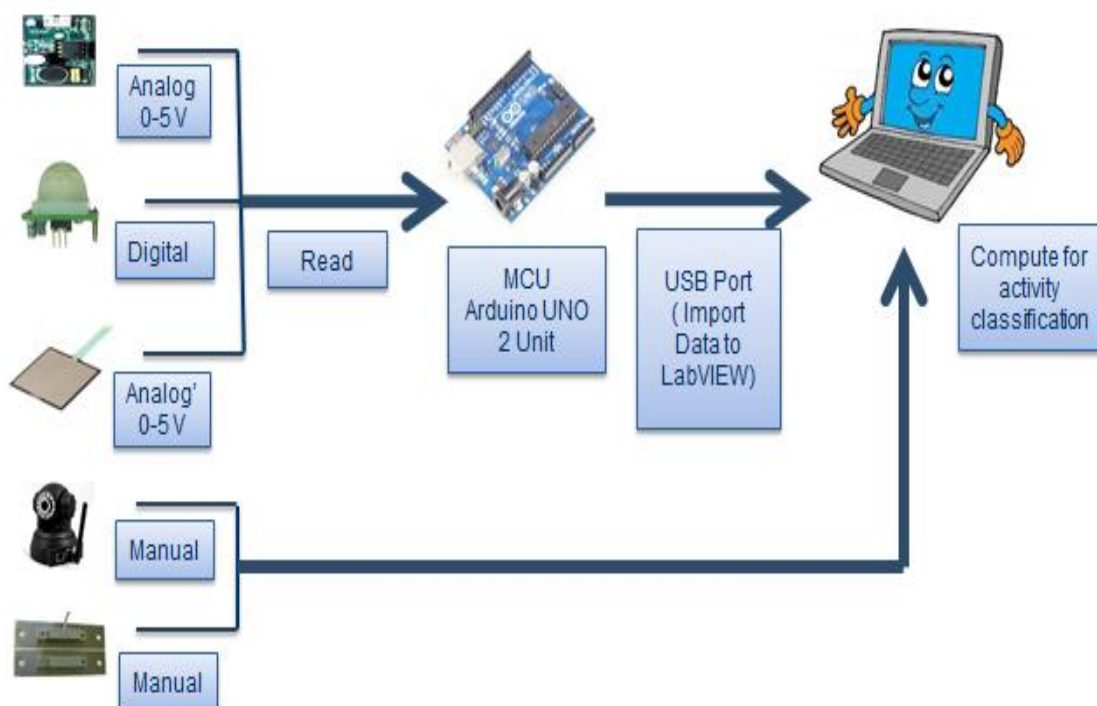 Analog
0-5 V
Digital
Read
Analog'
0-5 V
Manual
Manual
MCU
Arduino UNO
2 Unit
USB Port
( Import
Data to
LabVIEW)
Compute for
activity
classification